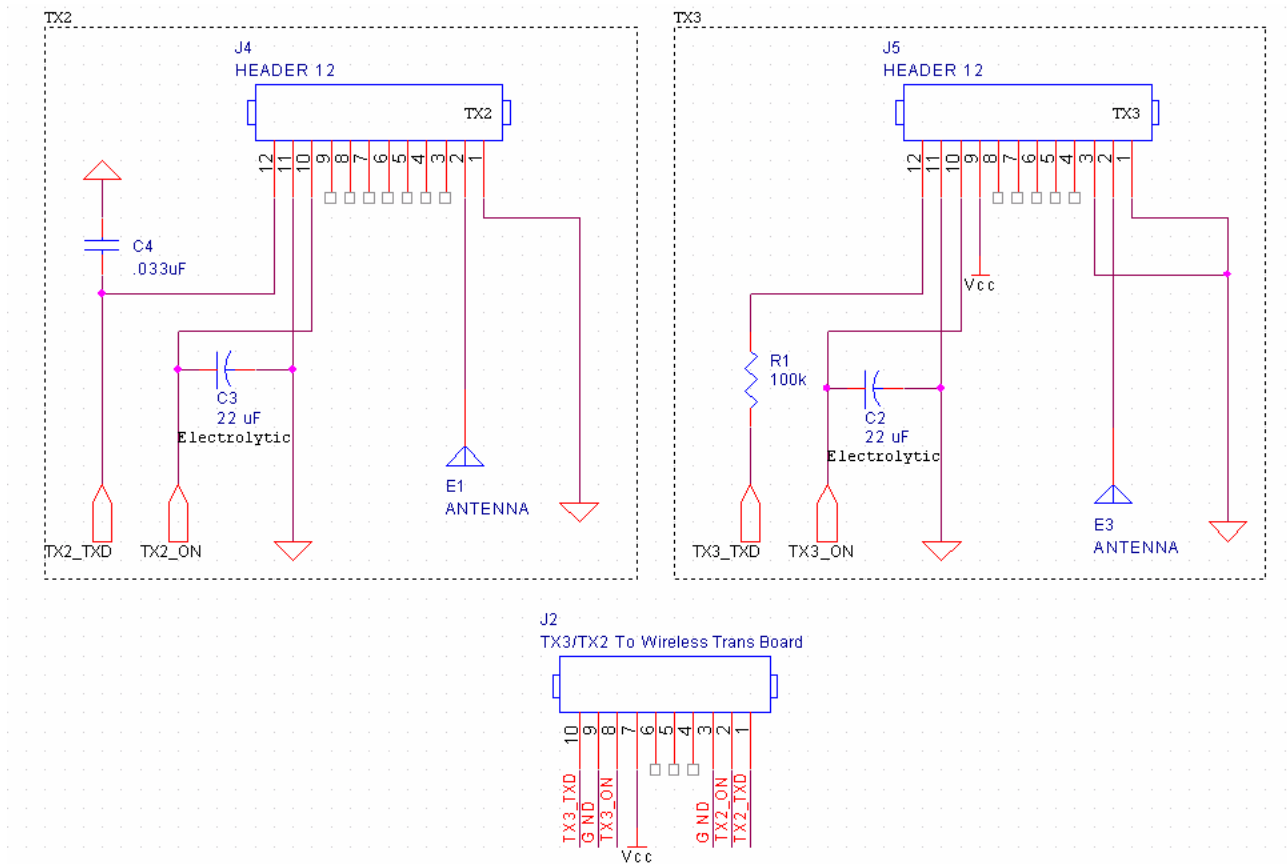 TX2
J4
HEADER 12
TX2
12
11
10
9
8
7
6
5
4
3
2
1
C4
.033uF
C3
22 uF
Electrolytic
E1
ANTENNA
TX2_TXD
TX2_ON
TX3
J5
HEADER 12
TX3
12
11
10
9
8
7
6
5
4
3
2
1
Vcc
R1
100k
C2
22 uF
Electrolytic
E3
ANTENNA
TX3_TXD
TX3_ON
J2
TX3/TX2 To Wireless Trans Board
10
9
8
7
6
5
4
3
2
1
TX3_TXD
GND
TX3_ON
Vcc
GND
TX2_ON
TX2_TXD